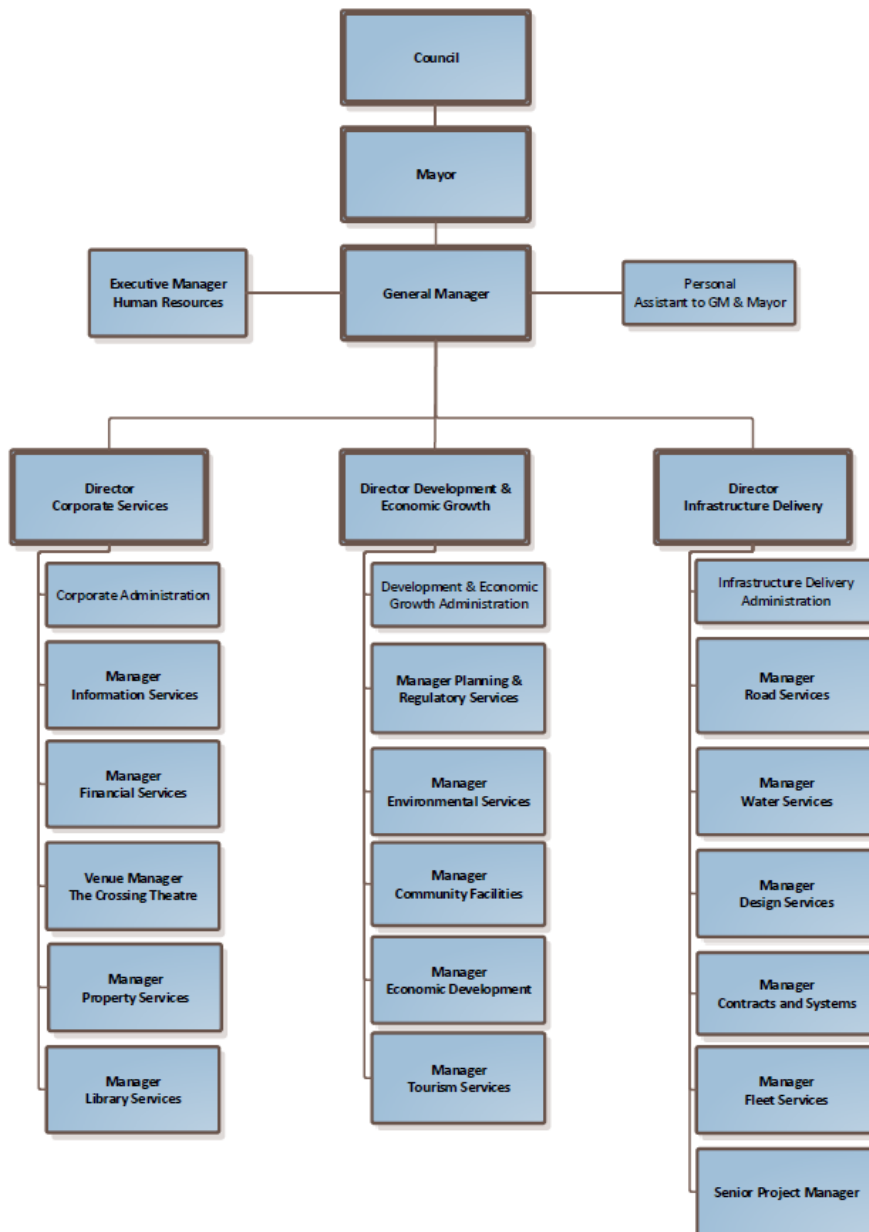 Council
Mayor
Executive Manager
Human Resources
General Manager
Personal
Assistant to GM & Mayor
Director
Corporate Services
Corporate Administration
Manager
Information Services
Manager
Financial Services
Venue Manager
The Crossing Theatre
Manager
Property Services
Manager
Library Services
Director Development &
Economic Growth
Development & Economic
Growth Administration
Manager Planning &
Regulatory Services
Manager
Environmental Services
Manager
Community Facilities
Manager
Economic Development
Manager
Tourism Services
Director
Infrastructure Delivery
Infrastructure Delivery
Administration
Manager
Road Services
Manager
Water Services
Manager
Design Services
Manager
Contracts and Systems
Manager
Fleet Services
Senior Project Manager